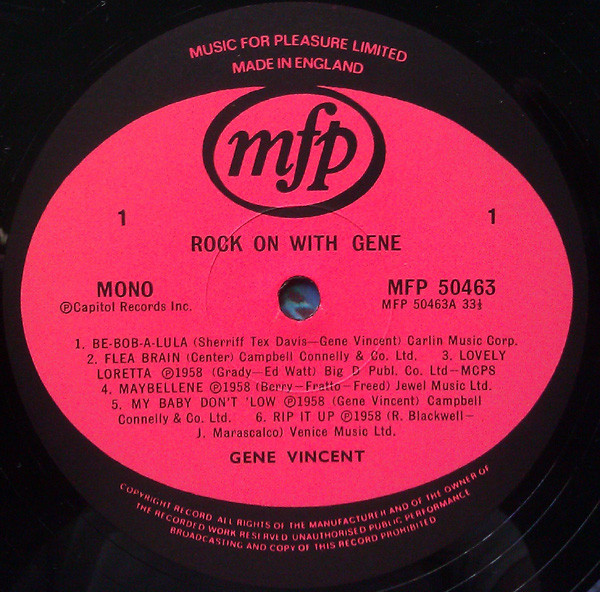 MUSIC FOR PLEASURE LIMITED
MADE IN ENGLAND
mfp
1 1
ROCK ON WITH GENE
MONO MFP 50463
ⓅCapitol Records Inc. MFP 50463A 33⅓
1. BE-BOB-A-LULA (Sherriff Tex Davis—Gene Vincent) Carlin Music Corp.
2. FLEA BRAIN (Center) Campbell Connelly & Co. Ltd. 3. LOVELY
LORETTA Ⓟ1958 (Grady—Ed Watt) Big D Publ. Co. Ltd—MCPS
4. MAYBELLENE Ⓟ1958 (Berry—Fratto—Freed) Jewel Music Ltd.
5. MY BABY DON'T 'LOW Ⓟ1958 (Gene Vincent) Campbell
Connelly & Co. Ltd. 6. RIP IT UP Ⓟ1958 (R. Blackwell—
J. Marascalco) Venice Music Ltd.
GENE VINCENT
COPYRIGHT RECORD ALL RIGHTS OF THE MANUFACTURER AND OF THE OWNER OF
THE RECORDED WORK RESERVED UNAUTHORISED PUBLIC PERFORMANCE
BROADCASTING AND COPY OF THIS RECORD PROHIBITED